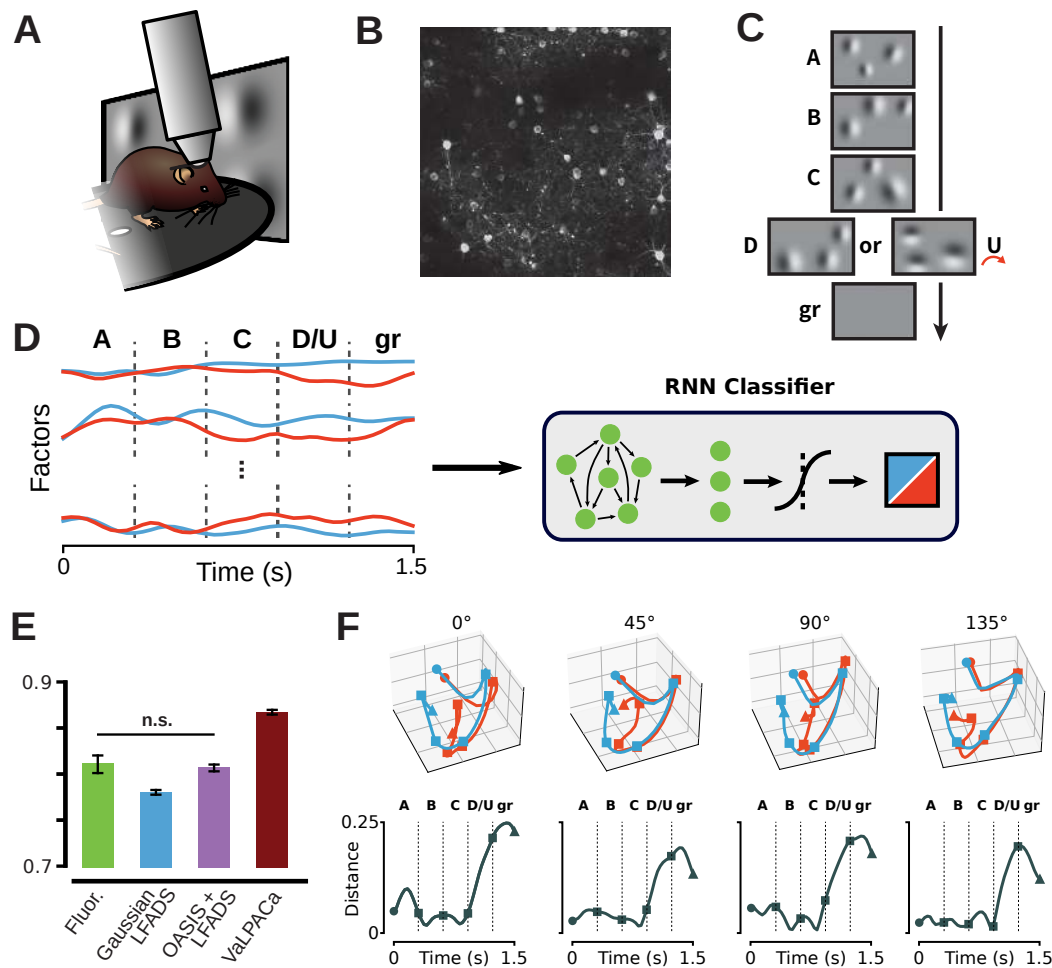 A
B
C
A
B
C
D
or
U
gr
D
A B C D/U gr
Factors
Time (s)
0
1.5
RNN Classifier
E
0.9
0.7
n.s.
Fluor.
Gaussian
LFADS
OASIS +
LFADS
VaLPACa
F
0° 45° 90° 135°
A B C D/U gr
A B C D/U gr
A B C D/U gr
A B C D/U gr
0.25
0
Distance
0 Time (s) 1.5
0 Time (s) 1.5
0 Time (s) 1.5
0 Time (s) 1.5